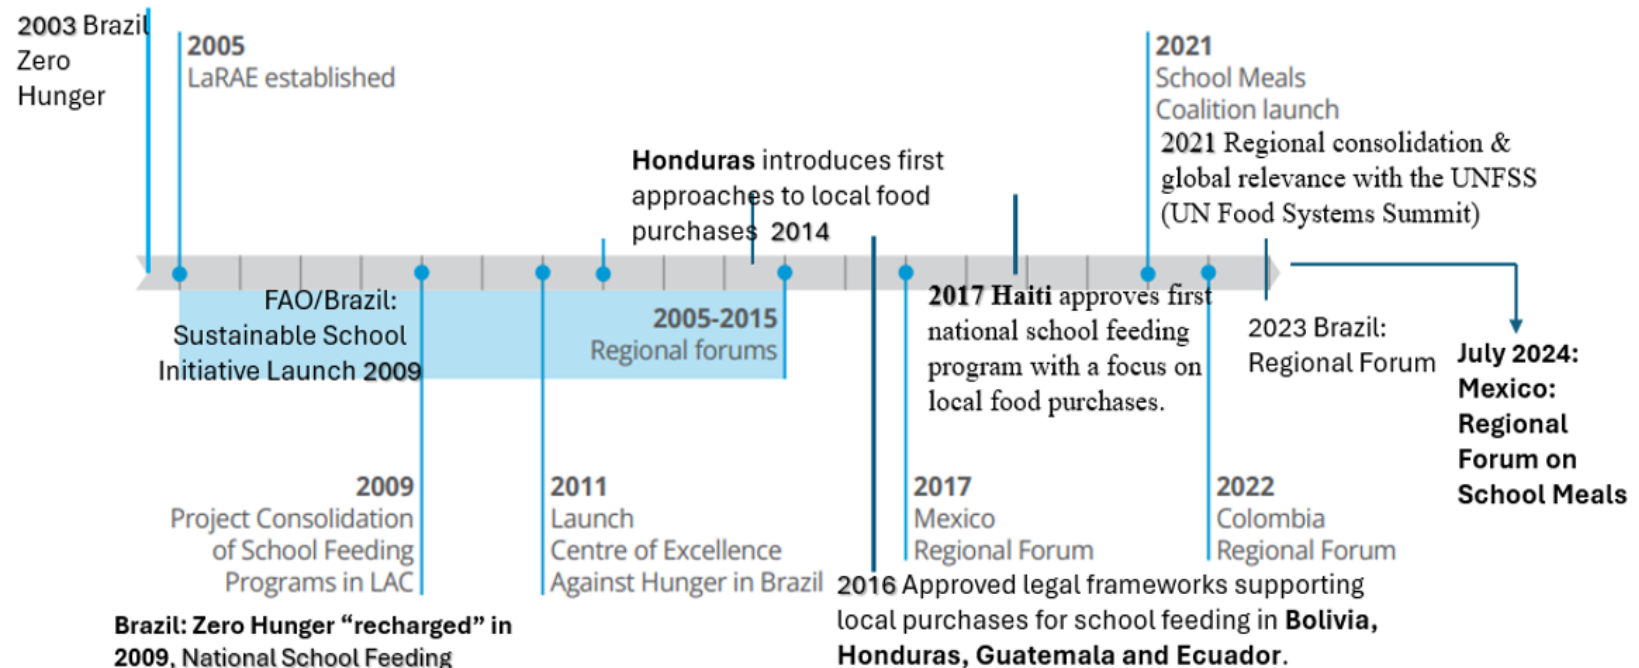 2003 Brazil
Zero
Hunger
2005
LaRAE established
2021
School Meals
Coalition launch
2021 Regional consolidation &
global relevance with the UNFSS
(UN Food Systems Summit)
Honduras introduces first
approaches to local food
purchases 2014
FAO/Brazil:
Sustainable School
Initiative Launch 2009
2005-2015
Regional forums
2017 Haiti approves first
national school feeding
program with a focus on
local food purchases.
2023 Brazil:
Regional Forum
July 2024:
Mexico:
Regional
Forum on
School Meals
2009
Project Consolidation
of School Feeding
Programs in LAC
2011
Launch
Centre of Excellence
Against Hunger in Brazil
2017
Mexico
Regional Forum
2022
Colombia
Regional Forum
Brazil: Zero Hunger “recharged” in
2009, National School Feeding
2016 Approved legal frameworks supporting
local purchases for school feeding in Bolivia,
Honduras, Guatemala and Ecuador.